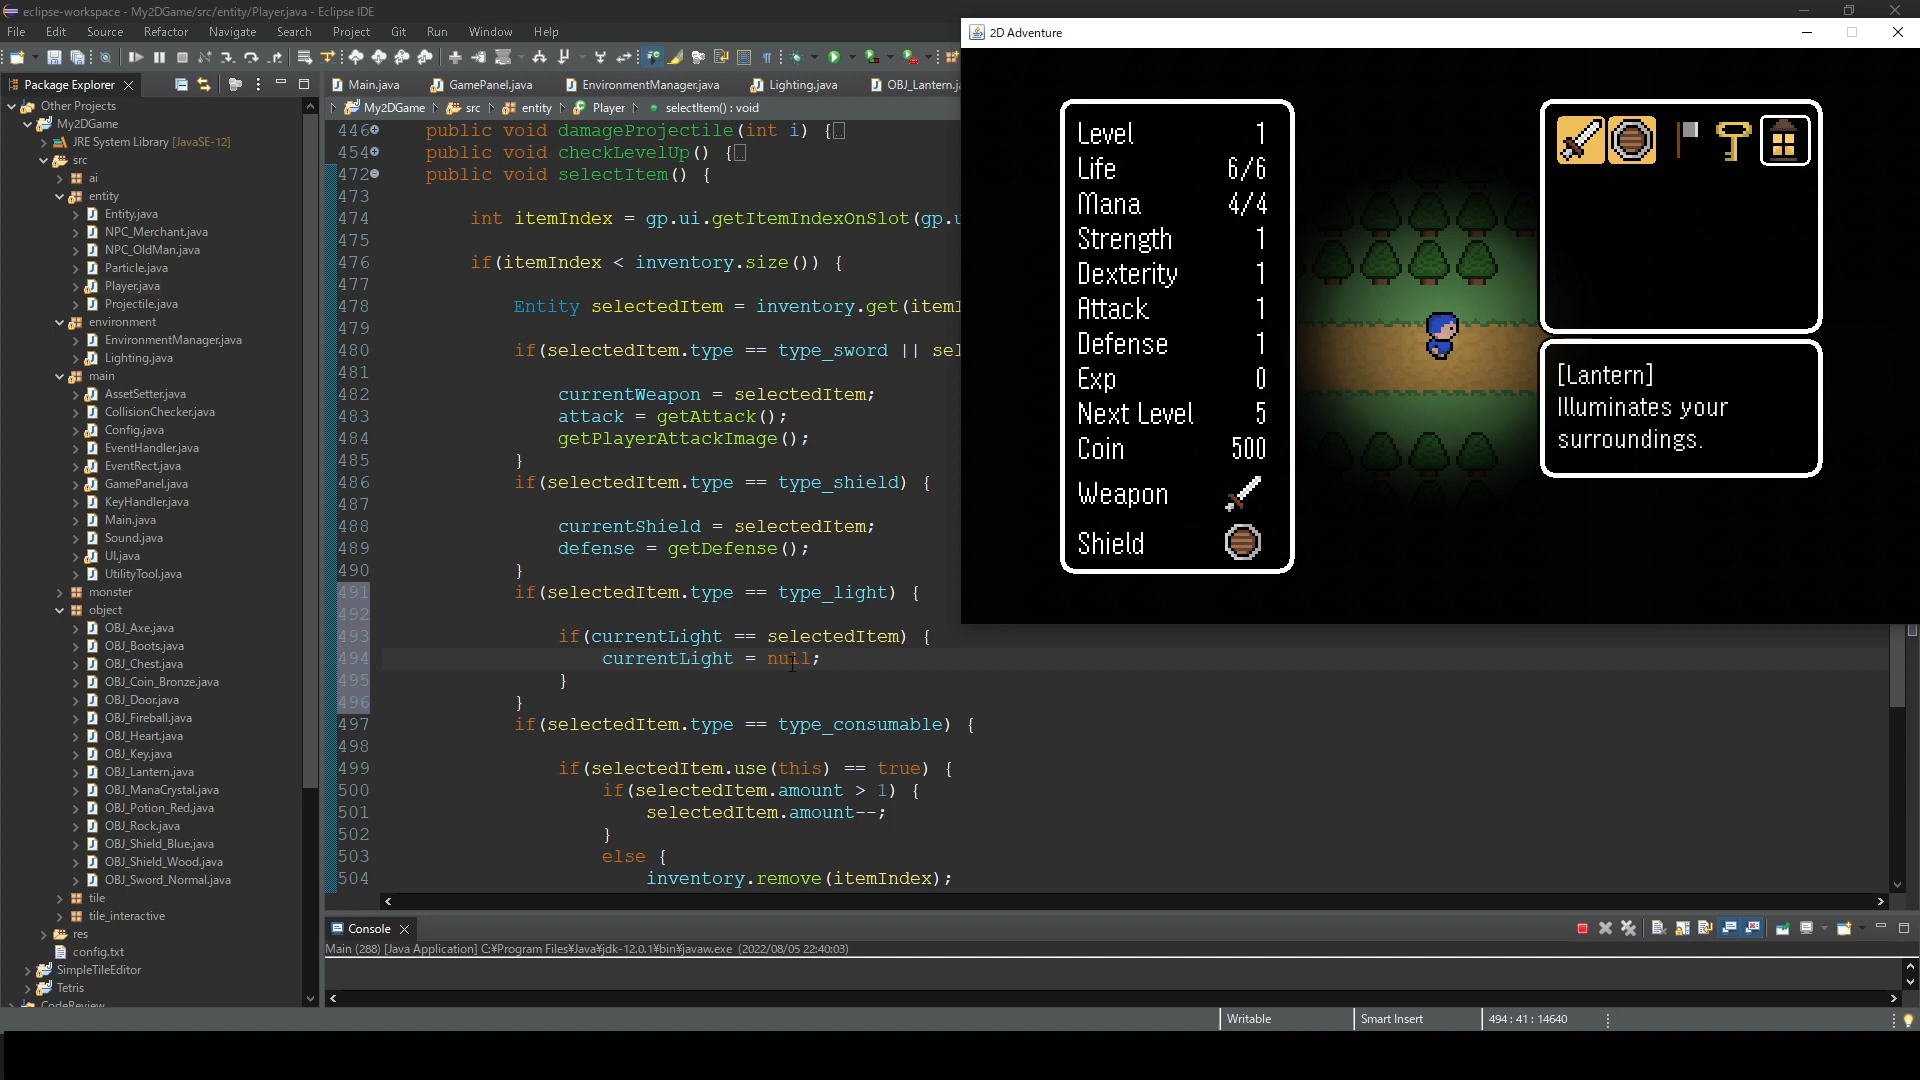 eclipse-workspace - My2DGame/src/entity/Player.java - Eclipse IDE
File Edit Source Refactor Navigate Search Project Git Run Window Help
Package Explorer
Other Projects
My2DGame
JRE System Library [JavaSE-12]
src
ai
entity
Entity.java
NPC_Merchant.java
NPC_OldMan.java
Particle.java
Player.java
Projectile.java
environment
EnvironmentManager.java
Lighting.java
main
AssetSetter.java
CollisionChecker.java
Config.java
EventHandler.java
EventRect.java
GamePanel.java
KeyHandler.java
Main.java
Sound.java
UI.java
UtilityTool.java
monster
object
OBJ_Axe.java
OBJ_Boots.java
OBJ_Chest.java
OBJ_Coin_Bronze.java
OBJ_Door.java
OBJ_Fireball.java
OBJ_Heart.java
OBJ_Key.java
OBJ_Lantern.java
OBJ_ManaCrystal.java
OBJ_Potion_Red.java
OBJ_Rock.java
OBJ_Shield_Blue.java
OBJ_Shield_Wood.java
OBJ_Sword_Normal.java
tile
tile_interactive
res
config.txt
SimpleTileEditor
Tetris
CodeReview
Main.java GamePanel.java EnvironmentManager.java Lighting.java OBJ_Lantern.ja
My2DGame src entity Player selectItem() : void
446 public void damageProjectile(int i) {
454 public void checkLevelUp() {
472 public void selectItem() {
473
474 int itemIndex = gp.ui.getItemIndexOnSlot(gp.u
475
476 if(itemIndex < inventory.size()) {
477
478 Entity selectedItem = inventory.get(itemI
479
480 if(selectedItem.type == type_sword || sel
481
482 currentWeapon = selectedItem;
483 attack = getAttack();
484 getPlayerAttackImage();
485 }
486 if(selectedItem.type == type_shield) {
487
488 currentShield = selectedItem;
489 defense = getDefense();
490 }
491 if(selectedItem.type == type_light) {
492
493 if(currentLight == selectedItem) {
494 currentLight = null;
495 }
496 }
497 if(selectedItem.type == type_consumable) {
498
499 if(selectedItem.use(this) == true) {
500 if(selectedItem.amount > 1) {
501 selectedItem.amount--;
502 }
503 else {
504 inventory.remove(itemIndex);
2D Adventure
Level 1
Life 6/6
Mana 4/4
Strength 1
Dexterity 1
Attack 1
Defense 1
Exp 0
Next Level 5
Coin 500
Weapon
Shield
[Lantern]
Illuminates your
surroundings.
Console
Main (288) [Java Application] C:¥Program Files¥Java¥jdk-12.0.1¥bin¥javaw.exe (2022/08/05 22:40:03)
Writable Smart Insert 494 : 41 : 14640